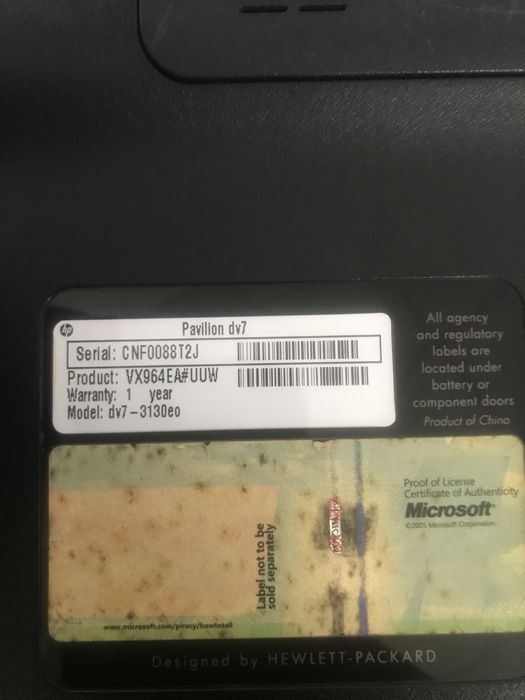 hp
Pavilion dv7
Serial: CNF0088T2J
Product: VX964EA#UUW
Warranty: 1 year
Model: dv7-3130eo
All agency
and regulatory
labels are
located under
battery or
component doors
Product of China
Proof of License
Certificate of Authenticity
Microsoft
©2005 Microsoft Corporation
Label not to be
sold separately
www.microsoft.com/piracy/howtotell
Designed by HEWLETT-PACKARD